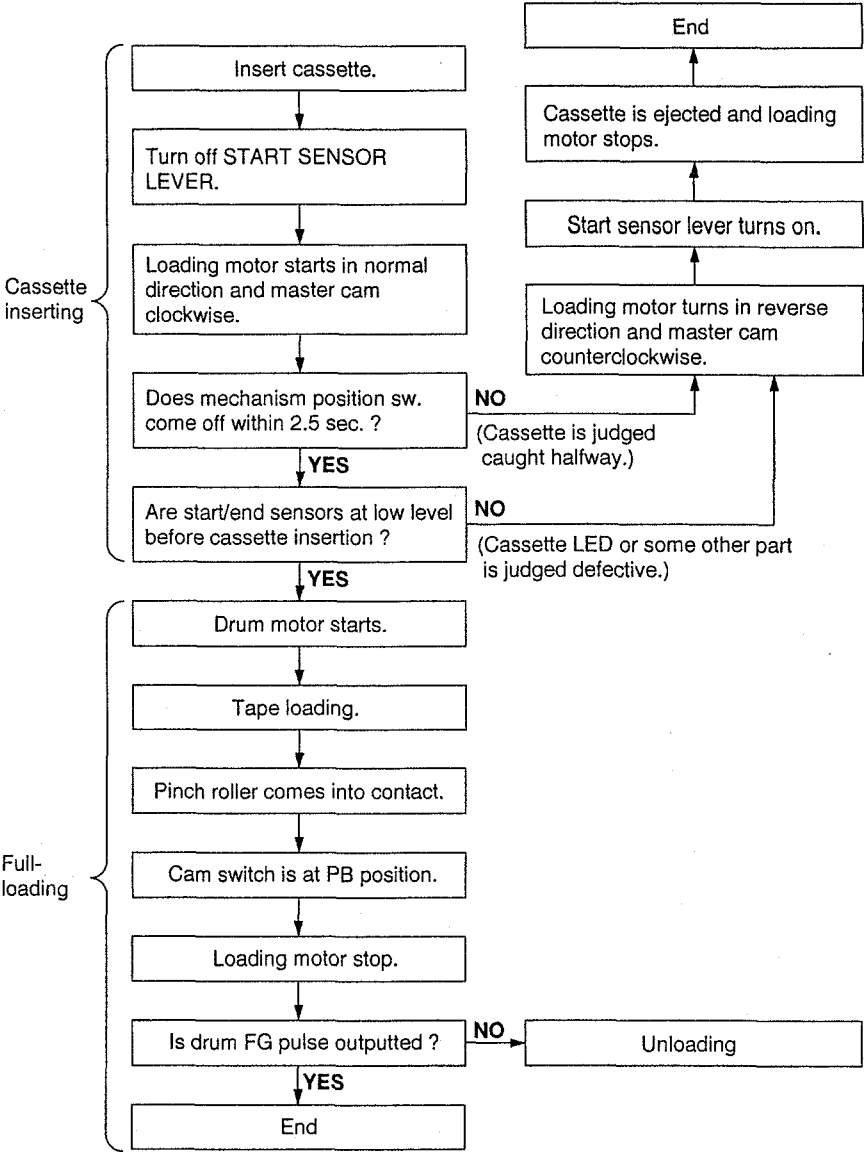 Cassette
inserting
Insert cassette.
Turn off START SENSOR
LEVER.
Loading motor starts in normal
direction and master cam
clockwise.
Does mechanism position sw.
come off within 2.5 sec. ?
NO
(Cassette is judged
caught halfway.)
YES
Are start/end sensors at low level
before cassette insertion ?
NO
(Cassette LED or some other part
is judged defective.)
YES
End
Cassette is ejected and loading
motor stops.
Start sensor lever turns on.
Loading motor turns in reverse
direction and master cam
counterclockwise.
Full-
loading
Drum motor starts.
Tape loading.
Pinch roller comes into contact.
Cam switch is at PB position.
Loading motor stop.
Is drum FG pulse outputted ?
NO
Unloading
YES
End